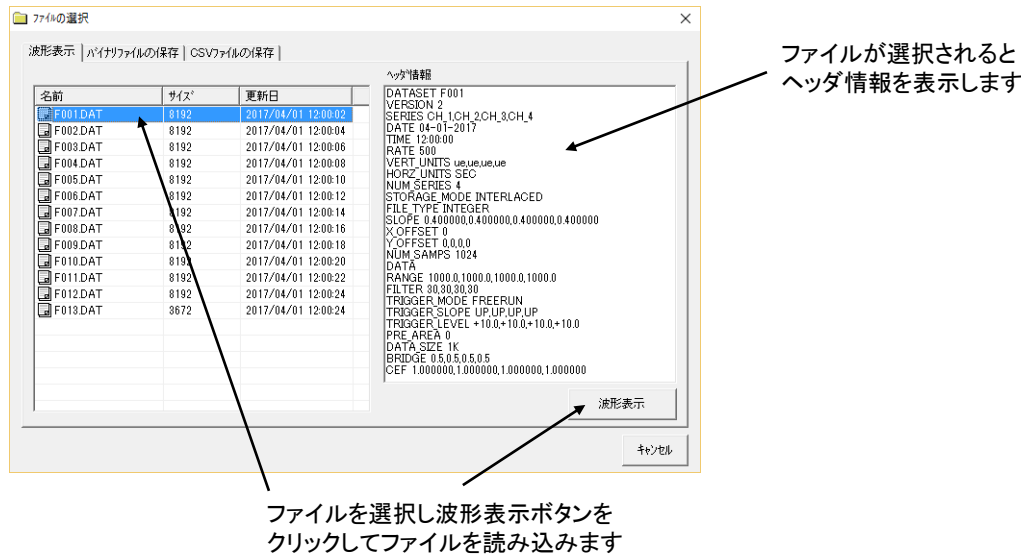 ファイルの選択
波形表示 バイナリファイルの保存 CSVファイルの保存
名前 サイズ 更新日
F001.DAT 8192 2017/04/01 12:00:02
F002.DAT 8192 2017/04/01 12:00:04
F003.DAT 8192 2017/04/01 12:00:06
F004.DAT 8192 2017/04/01 12:00:08
F005.DAT 8192 2017/04/01 12:00:10
F006.DAT 8192 2017/04/01 12:00:12
F007.DAT 8192 2017/04/01 12:00:14
F008.DAT 8192 2017/04/01 12:00:16
F009.DAT 8192 2017/04/01 12:00:18
F010.DAT 8192 2017/04/01 12:00:20
F011.DAT 8192 2017/04/01 12:00:22
F012.DAT 8192 2017/04/01 12:00:24
F013.DAT 3672 2017/04/01 12:00:24
ヘッダ情報
DATASET F001
VERSION 2
SERIES CH_1,CH_2,CH_3,CH_4
DATE 04-01-2017
TIME 12:00:00
RATE 500
VERT_UNITS ue,ue,ue,ue
HORZ_UNITS SEC
NUM_SERIES 4
STORAGE_MODE INTERLACED
FILE_TYPE INTEGER
SLOPE 0.400000,0.400000,0.400000,0.400000
X_OFFSET 0
Y_OFFSET 0,0,0,0
NUM_SAMPS 1024
DATA
RANGE 1000.0,1000.0,1000.0,1000.0
FILTER 30,30,30,30
TRIGGER_MODE FREERUN
TRIGGER_SLOPE UP,UP,UP,UP
TRIGGER_LEVEL +10.0,+10.0,+10.0,+10.0
PRE_AREA 0
DATA_SIZE 1K
BRIDGE 0.5,0.5,0.5,0.5
CEF 1.000000,1.000000,1.000000,1.000000
波形表示
キャンセル
ファイルが選択されると
ヘッダ情報を表示します
ファイルを選択し波形表示ボタンを
クリックしてファイルを読み込みます